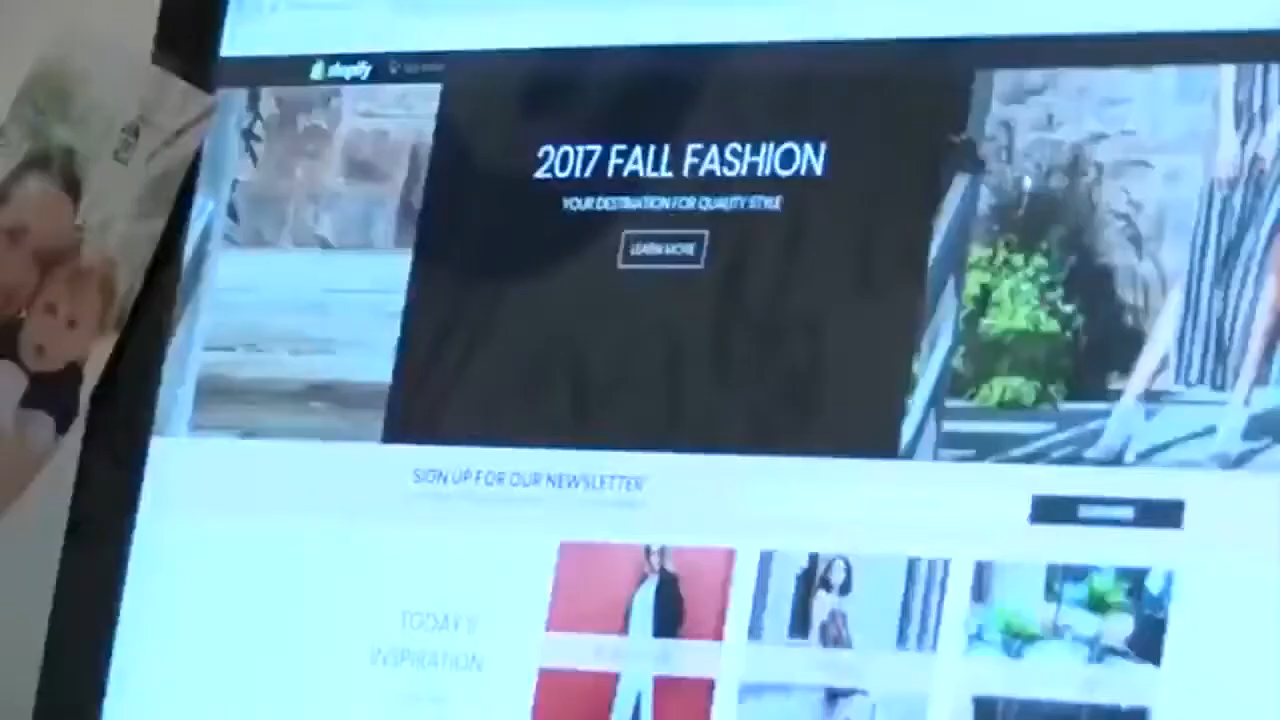 shopify
2017 FALL FASHION
YOUR DESTINATION FOR QUALITY STYLE
LEARN MORE
SIGN UP FOR OUR NEWSLETTER
TODAY'S
INSPIRATION